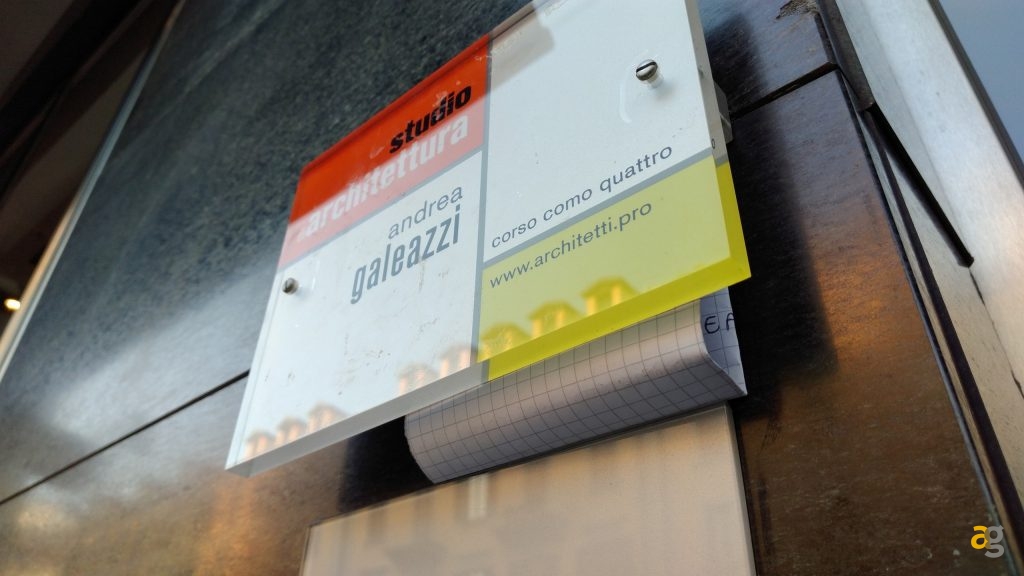 studio
architettura
andrea
galeazzi
corso como quattro
www.architetti.pro
ag